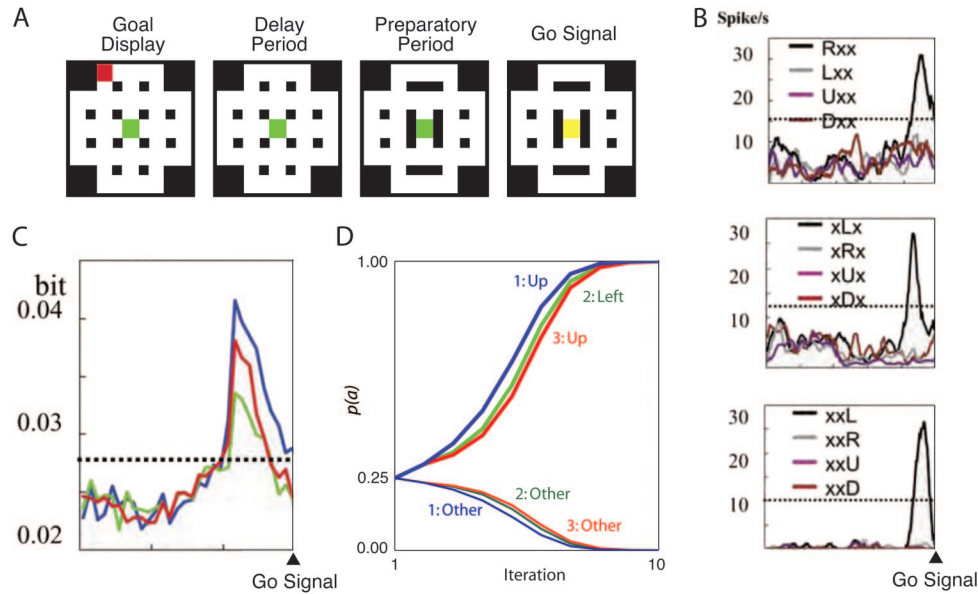 A
Goal
Display
Delay
Period
Preparatory
Period
Go Signal
B
Spike/s
30
20
10
Rxx
Lxx
Uxx
Dxx
30
20
10
xLx
xRx
xUx
xDx
30
20
10
xxL
xxR
xxU
xxD
Go Signal
C
bit
0.04
0.03
0.02
Go Signal
D
1.00
0.25
0.00
p(a)
1: Up
2: Left
3: Up
2: Other
1: Other
3: Other
1
Iteration
10